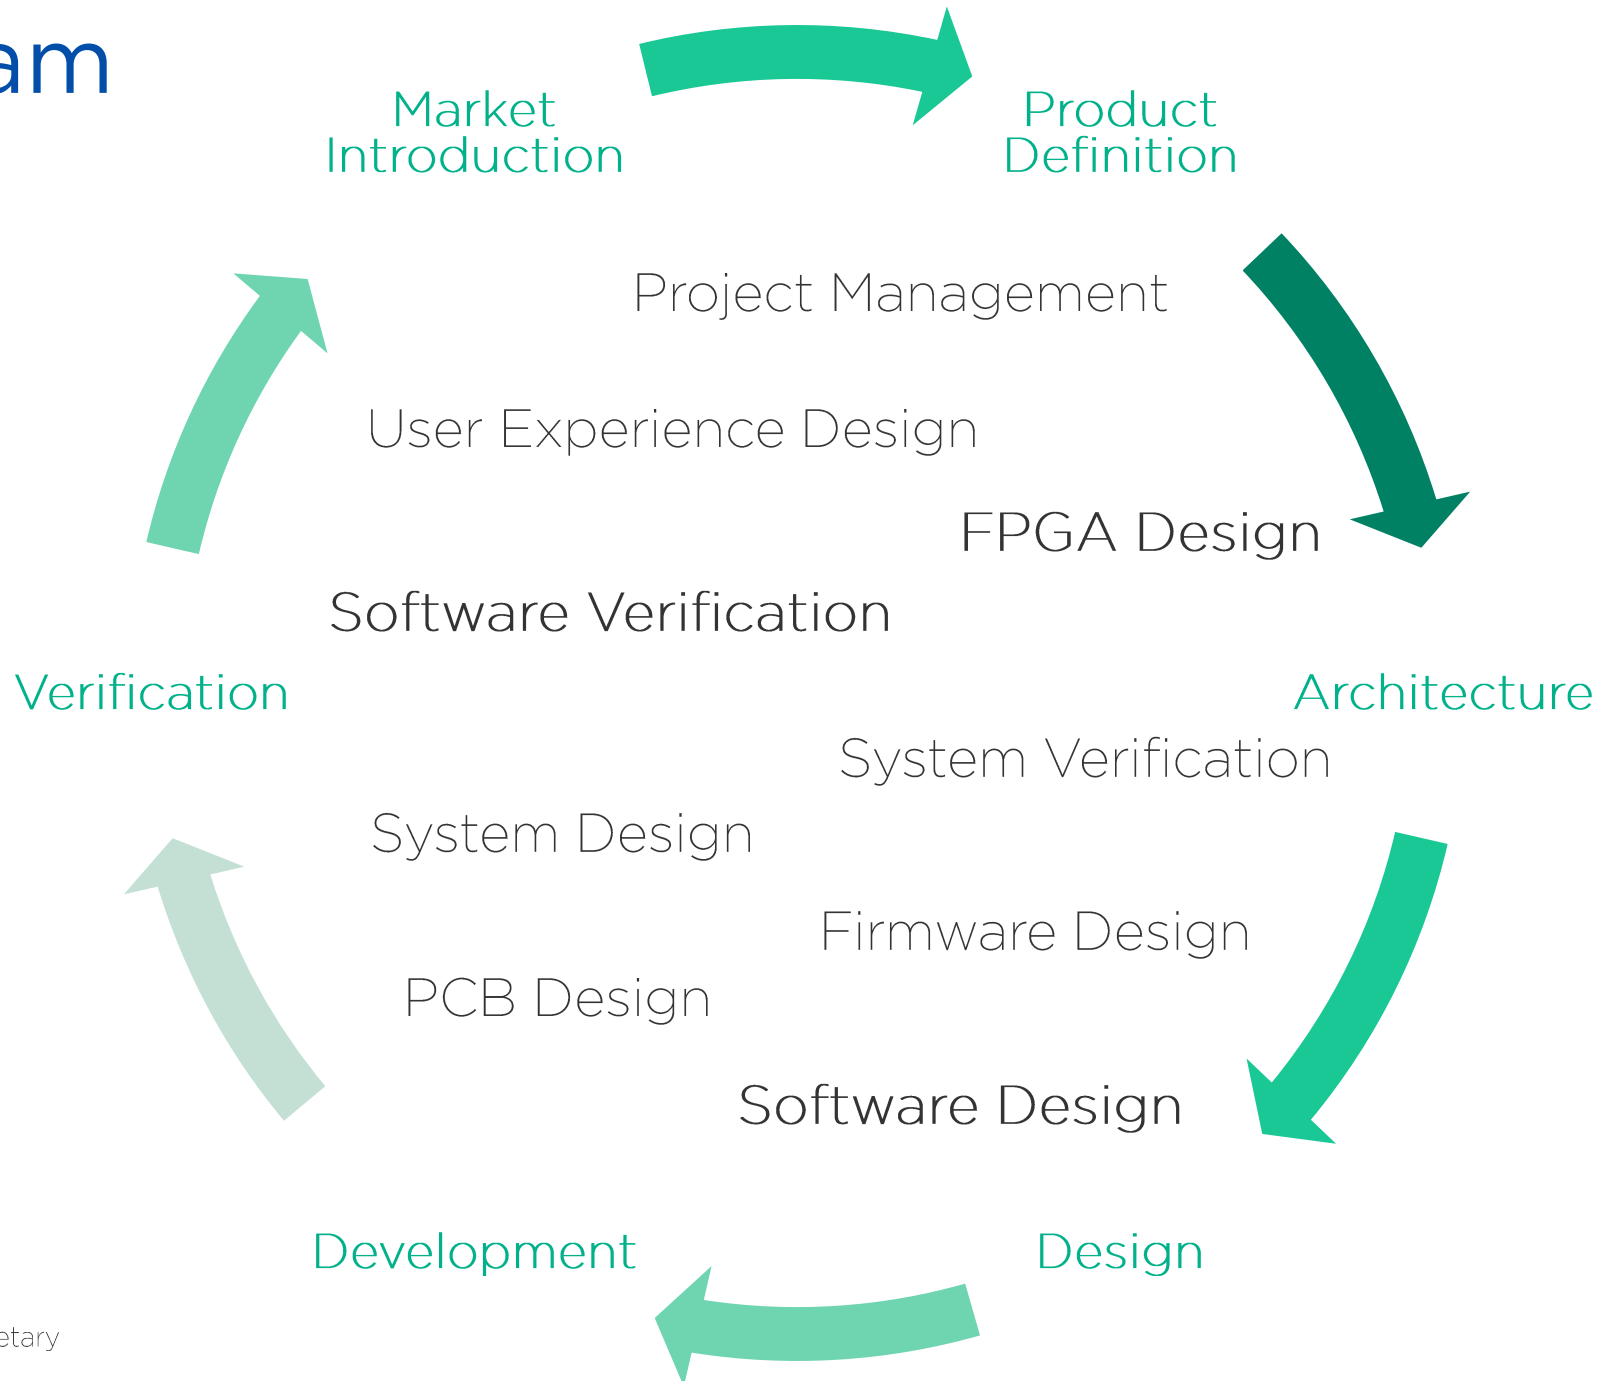 am
Market
Introduction
Product
Definition
Project Management
User Experience Design
FPGA Design
Software Verification
Verification
Architecture
System Verification
System Design
Firmware Design
PCB Design
Software Design
Development
Design
etary